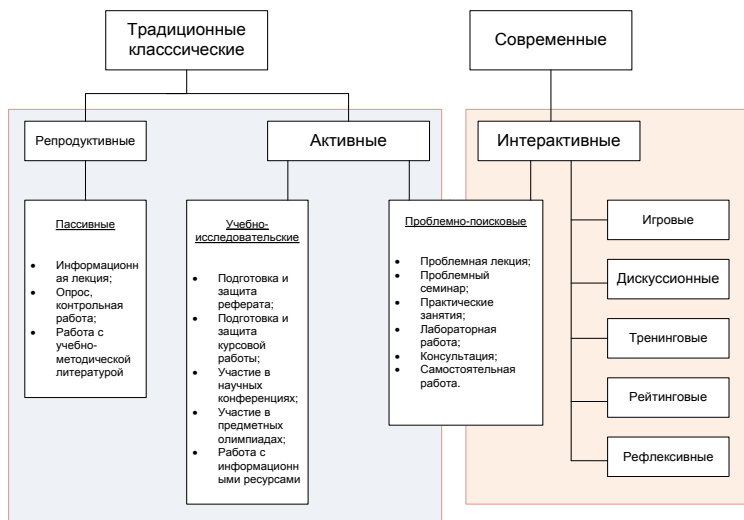 Традиционные
класссические
Современные
Репродуктивные
Активные
Интерактивные
Пассивные
• Информационн
ая лекция;
• Опрос,
контрольная
работа;
• Работа с
учебно-
методической
литературой
Учебно-
исследовательские
• Подготовка и
защита
реферата;
• Подготовка и
защита
курсовой
работы;
• Участие в
научных
конференциях;
• Участие в
предметных
олимпиадах;
• Работа с
информационн
ыми ресурсами
Проблемно-поисковые
• Проблемная лекция;
• Проблемный
семинар;
• Практические
занятия;
• Лабораторная
работа;
• Консультация;
• Самостоятельная
работа.
Игровые
Дискуссионные
Тренинговые
Рейтинговые
Рефлексивные